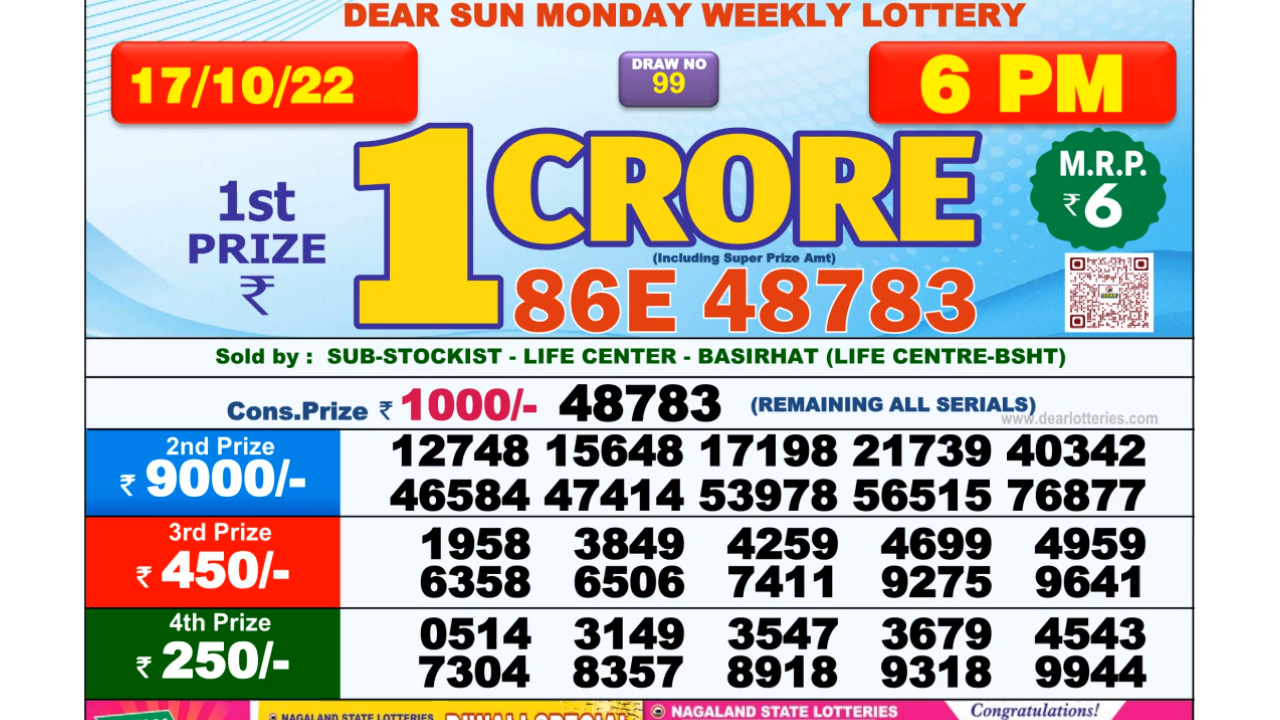 DEAR SUN MONDAY WEEKLY LOTTERY
17/10/22
DRAW NO
99
6 PM
1st
PRIZE
₹
1 CRORE
(Including Super Prize Amt)
86E 48783
M.R.P.
₹ 6
Sold by : SUB-STOCKIST - LIFE CENTER - BASIRHAT (LIFE CENTRE-BSHT)
Cons.Prize ₹ 1000/- 48783 (REMAINING ALL SERIALS)
www.dearlotteries.com
2nd Prize
₹ 9000/-
12748 15648 17198 21739 40342
46584 47414 53978 56515 76877
3rd Prize
₹ 450/-
1958 3849 4259 4699 4959
6358 6506 7411 9275 9641
4th Prize
₹ 250/-
0514 3149 3547 3679 4543
7304 8357 8918 9318 9944
NAGALAND STATE LOTTERIES
DIWALI SPECIAL
NAGALAND STATE LOTTERIES
Congratulations!